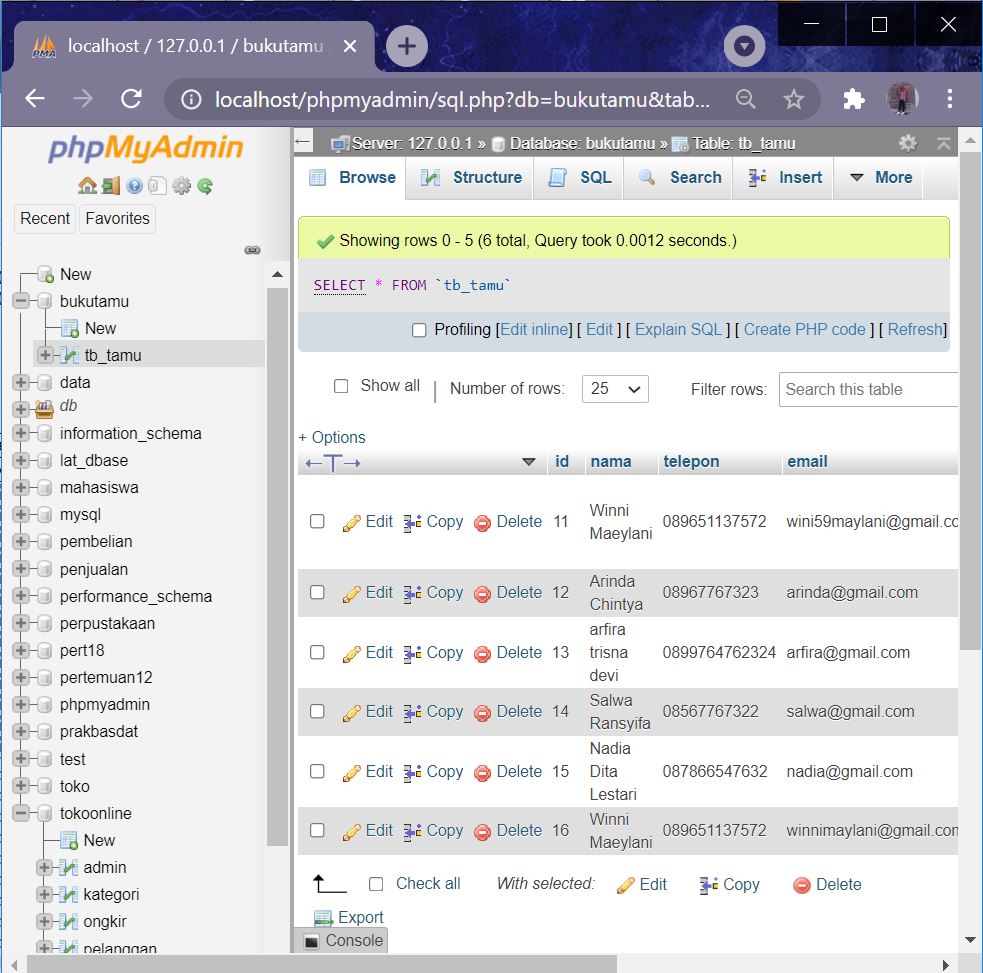 PMA localhost / 127.0.0.1 / bukutamu
localhost/phpmyadmin/sql.php?db=bukutamu&tab...
phpMyAdmin
Recent Favorites
New
bukutamu
New
tb_tamu
data
db
information_schema
lat_dbase
mahasiswa
mysql
pembelian
penjualan
performance_schema
perpustakaan
pert18
pertemuan12
phpmyadmin
prakbasdat
test
toko
tokoonline
New
admin
kategori
ongkir
pelanggan
Server: 127.0.0.1 » Database: bukutamu » Table: tb_tamu
Browse Structure SQL Search Insert More
Showing rows 0 - 5 (6 total, Query took 0.0012 seconds.)
SELECT * FROM `tb_tamu`
Profiling [Edit inline] [ Edit ] [ Explain SQL ] [ Create PHP code ] [ Refresh]
Show all | Number of rows: 25 Filter rows: Search this table
+ Options
←T→ id nama telepon email
Edit Copy Delete 11 Winni Maeylani 089651137572 wini59maylani@gmail.co
Edit Copy Delete 12 Arinda Chintya 08967767323 arinda@gmail.com
Edit Copy Delete 13 arfira trisna devi 0899764762324 arfira@gmail.com
Edit Copy Delete 14 Salwa Ransyifa 08567767322 salwa@gmail.com
Edit Copy Delete 15 Nadia Dita Lestari 087866547632 nadia@gmail.com
Edit Copy Delete 16 Winni Maeylani 089651137572 winnimaylani@gmail.com
Check all With selected: Edit Copy Delete
Export
Console